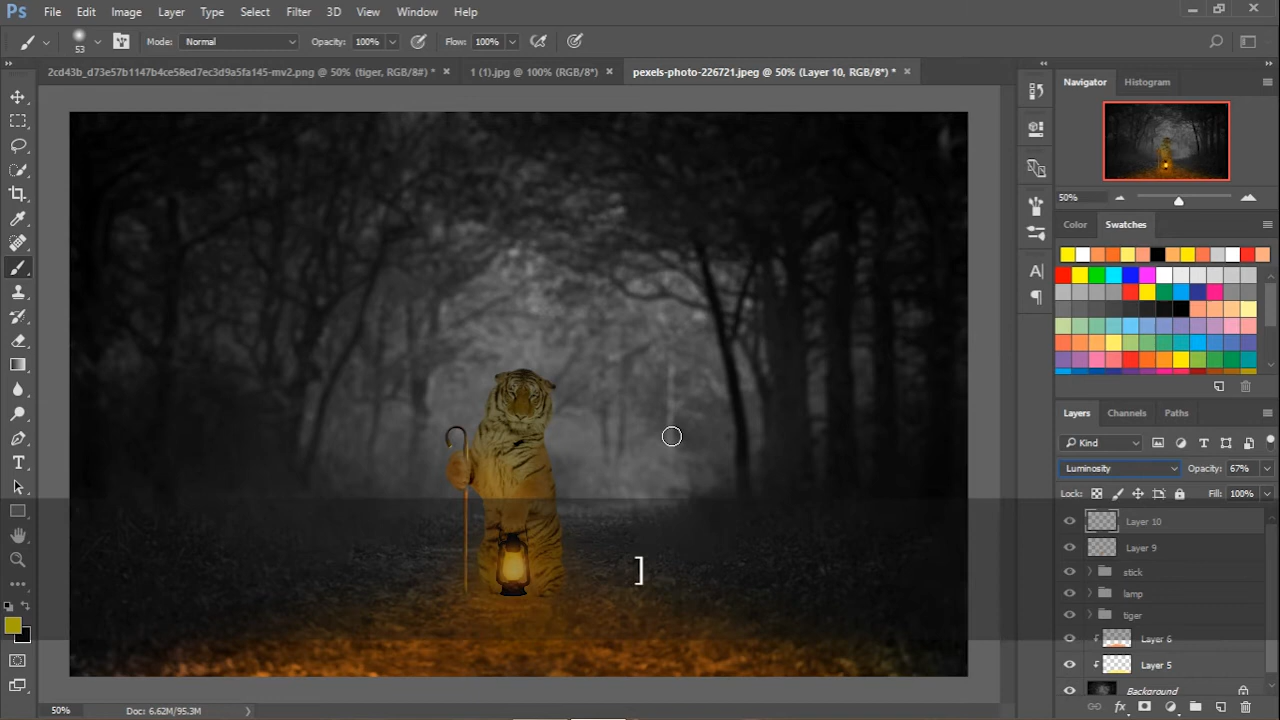 Ps File Edit Image Layer Type Select Filter 3D View Window Help
53 Mode: Normal Opacity: 100% Flow: 100%
2cd43b_d73e57b1147b4ce58ed7ec3d9a5fa145-mv2.png @ 50% (tiger, RGB/8#) * × 1 (1).jpg @ 100% (RGB/8*) × pexels-photo-226721.jpeg @ 50% (Layer 10, RGB/8*) * ×
Navigator Histogram
50%
Color Swatches
Layers Channels Paths
Kind
Luminosity Opacity: 67%
Lock: Fill: 100%
Layer 10
Layer 9
stick
lamp
tiger
Layer 6
Layer 5
Background
]
50% Doc: 6.62M/95.3M